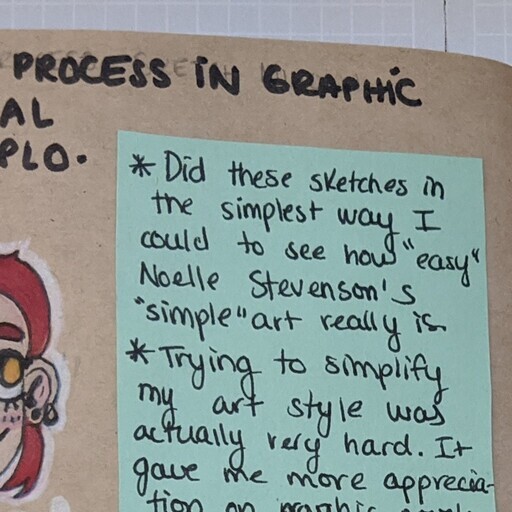 PROCESS IN GRAPHIC
AL
PLO.
* Did these sketches in
the simplest way I
could to see how "easy"
Noelle Stevenson's
"simple" art really is.
* Trying to simplify
my art style was
actually very hard. It
gave me more apprecia-
tion on graphic